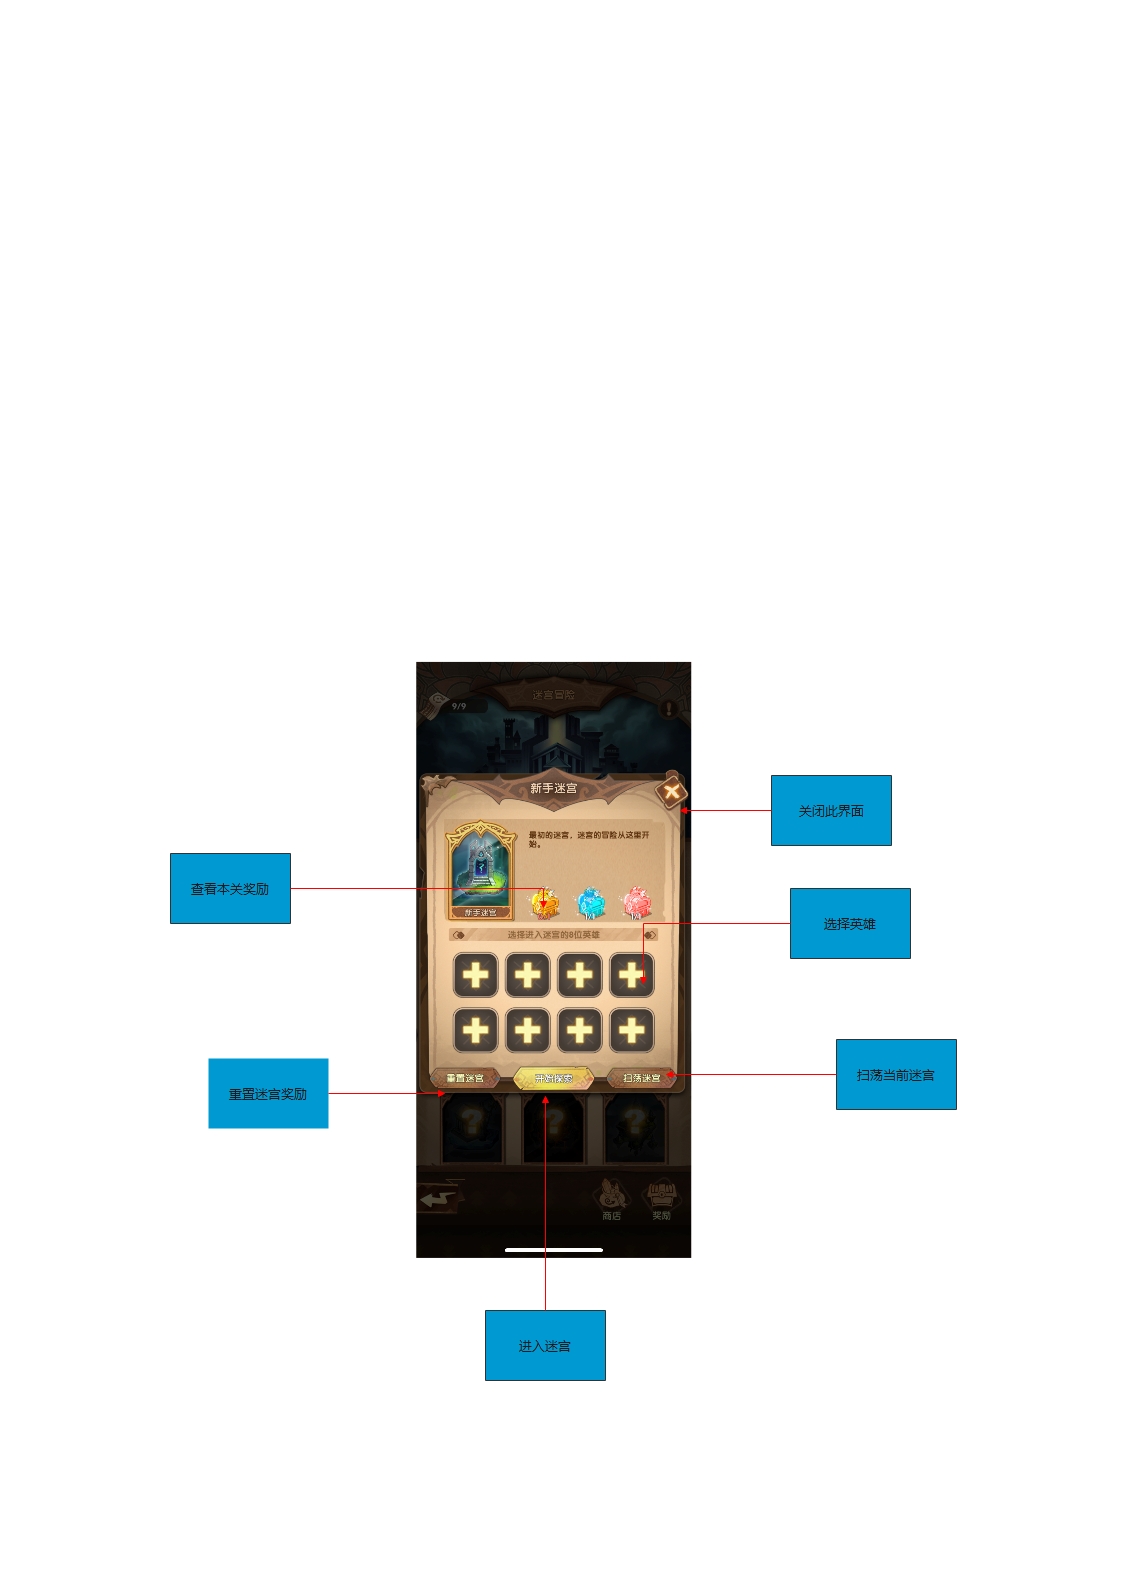 迷宫冒险
9/9
新手迷宫
关闭此界面
最初的迷宫，迷宫的冒险从这里开
始。
查看本关奖励
新手迷宫
1/1
1/1
选择英雄
选择进入迷宫的8位英雄
重置迷宫
开始探索
扫荡迷宫
扫荡当前迷宫
重置迷宫奖励
商店
奖励
进入迷宫